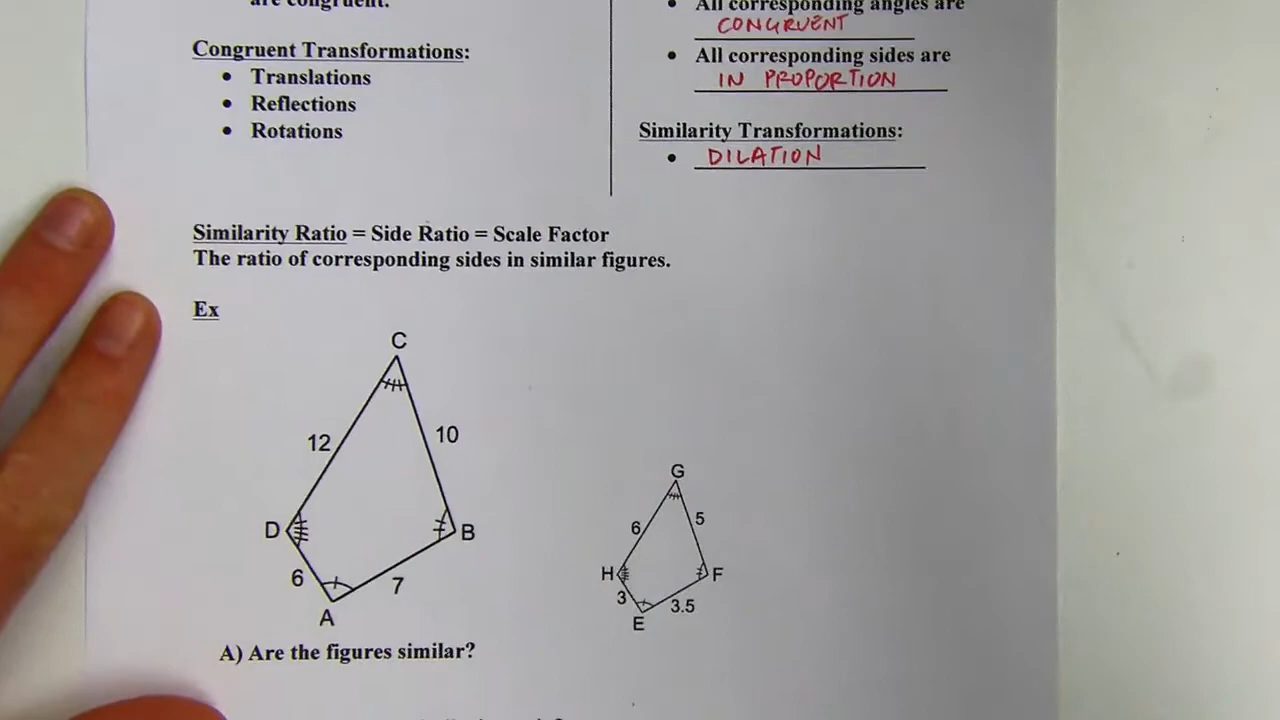 are congruent.
Congruent Transformations:
• Translations
• Reflections
• Rotations
• All corresponding angles are
CONGRUENT
• All corresponding sides are
IN PROPORTION
Similarity Transformations:
• DILATION
Similarity Ratio = Side Ratio = Scale Factor
The ratio of corresponding sides in similar figures.
Ex
C
12
10
D
B
6
7
A
G
6
5
H
F
3
3.5
E
A) Are the figures similar?